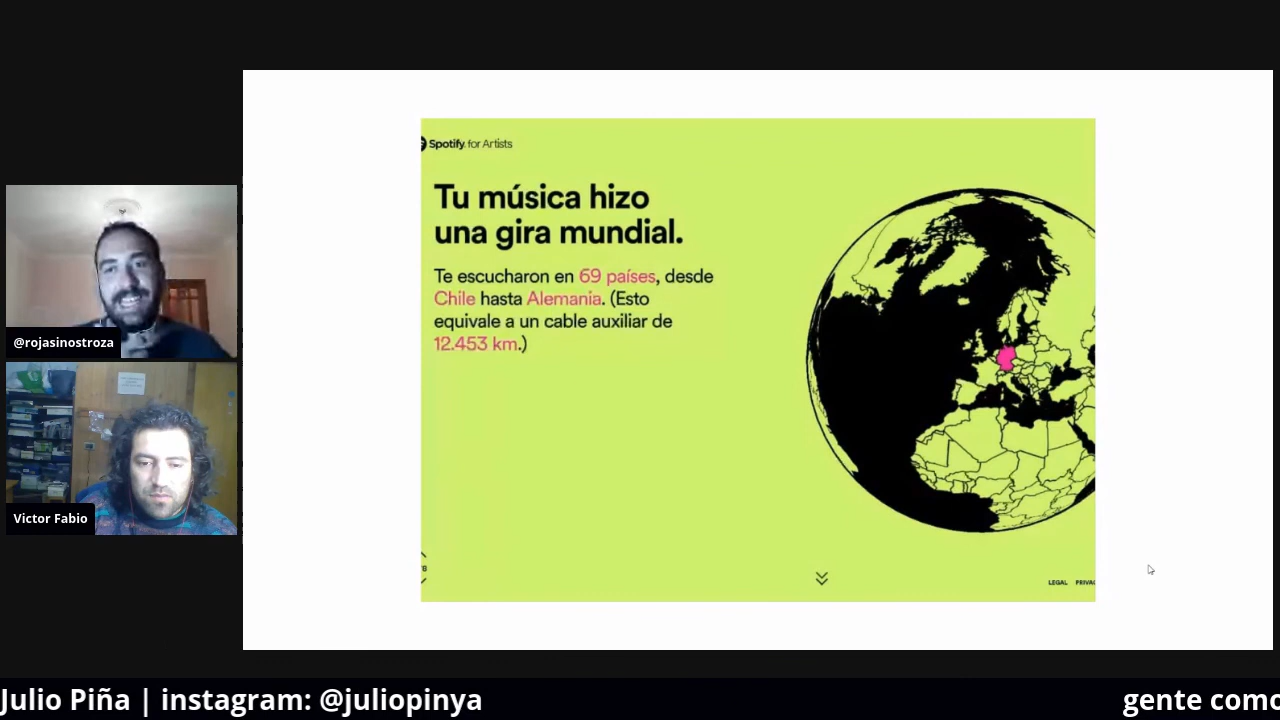 Spotify for Artists
Tu música hizo
una gira mundial.
Te escucharon en 69 países, desde
Chile hasta Alemania. (Esto
equivale a un cable auxiliar de
12.453 km.)
LEGAL
@rojasinostroza
Victor Fabio
Julio Piña | instagram: @juliopinya
gente como